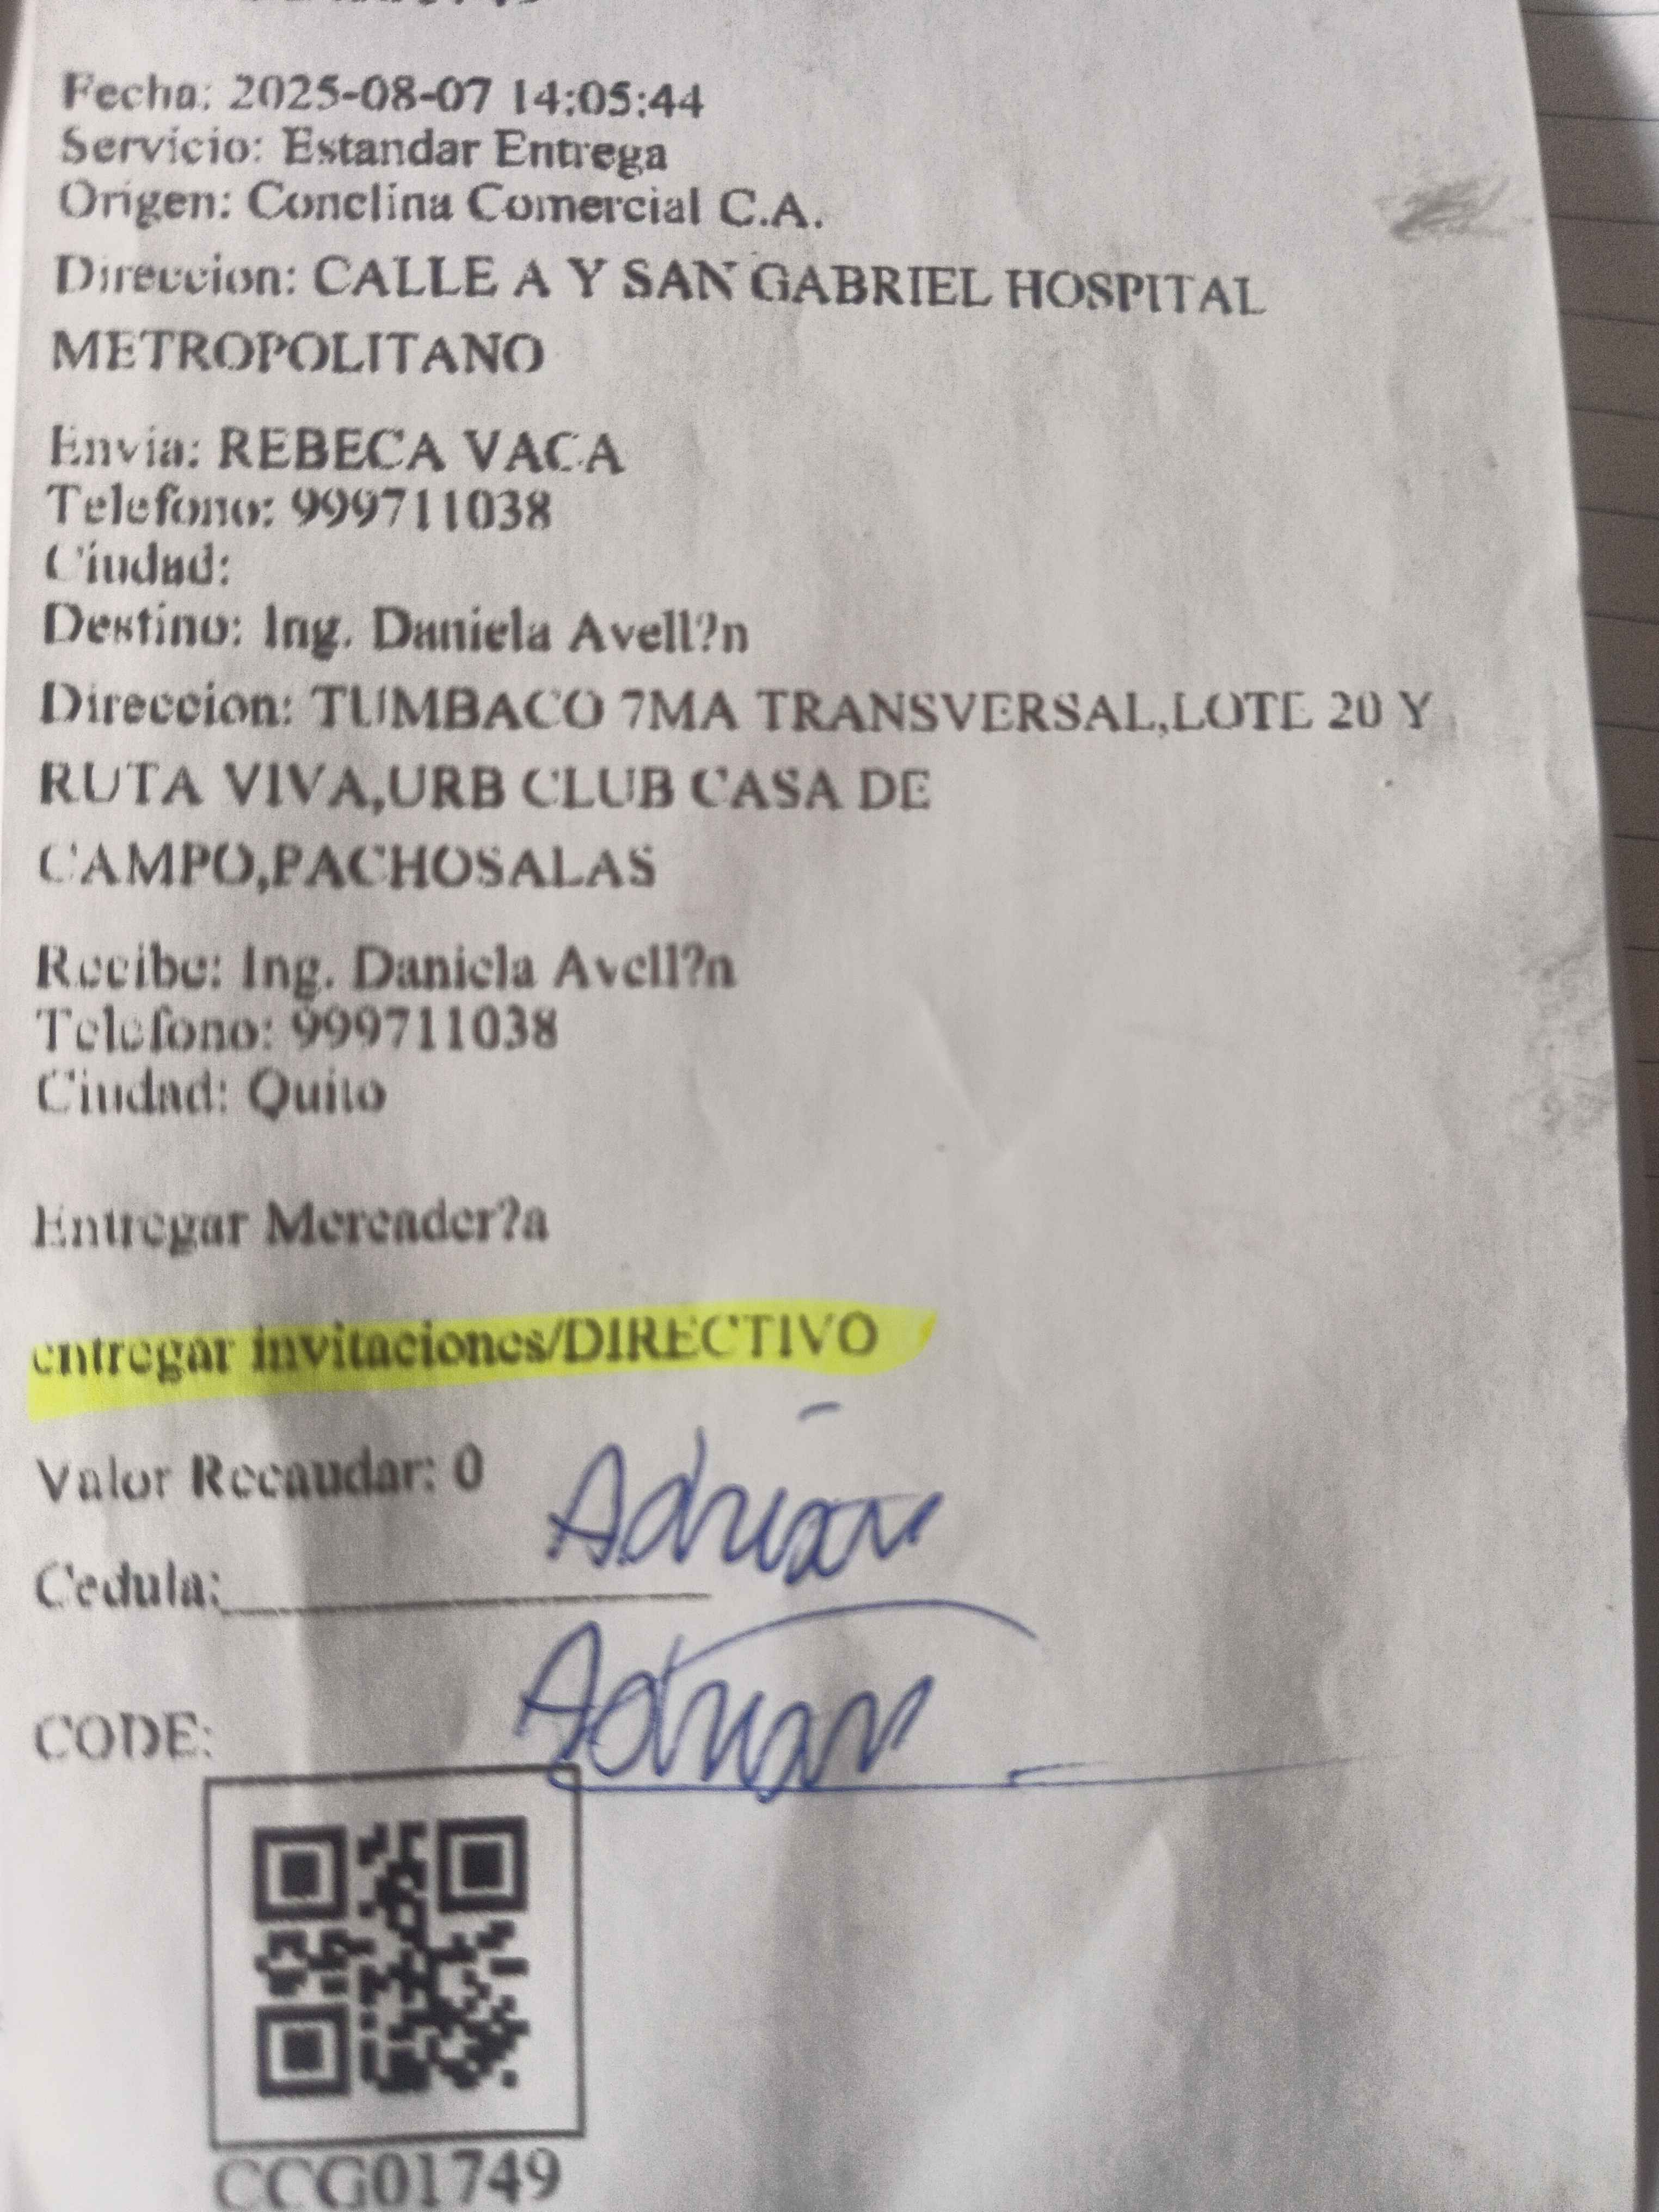 Fecha: 2025-08-07 14:05:44
Servicio: Estandar Entrega
Origen: Conclina Comercial C.A.
Direccion: CALLE A Y SAN GABRIEL HOSPITAL
METROPOLITANO
Envia: REBECA VACA
Telefono: 999711038
Ciudad:
Destino: Ing. Daniela Avell?n
Direccion: TUMBACO 7MA TRANSVERSAL,LOTE 20 Y
RUTA VIVA,URB CLUB CASA DE
CAMPO,PACHOSALAS
Recibe: Ing. Daniela Avell?n
Telefono: 999711038
Ciudad: Quito
Entregar Mercader?a
entregar invitaciones/DIRECTIVO
Valor Recaudar: 0
Adrian
Cedula:
Adrian
CODE:
CCG01749